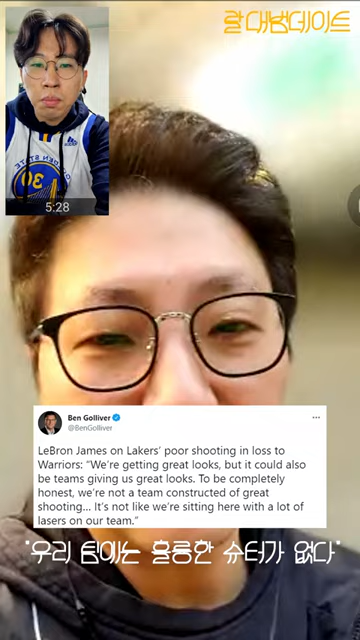 괄대범데이트
5:28
Ben Golliver
@BenGolliver
LeBron James on Lakers’ poor shooting in loss to
Warriors: “We’re getting great looks, but it could also
be teams giving us great looks. To be completely
honest, we’re not a team constructed of great
shooting... It’s not like we’re sitting here with a lot of
lasers on our team.”
"우리 팀에는 훌륭한 슈터가 없다"